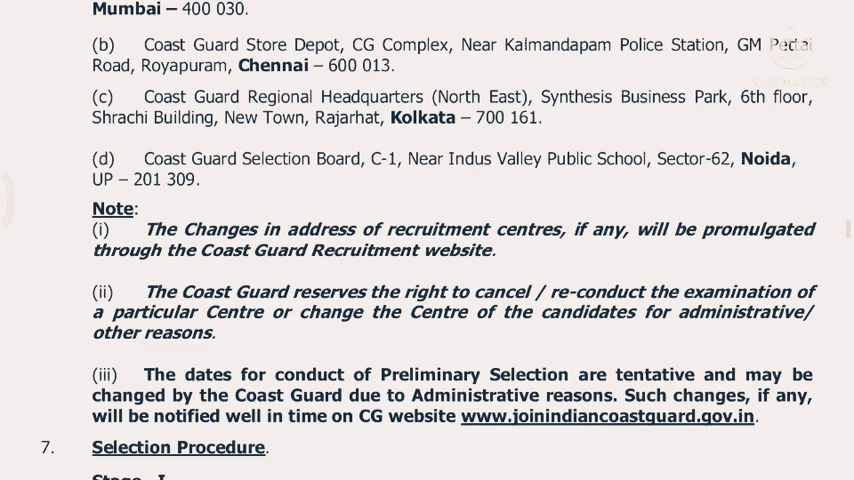 Mumbai – 400 030.
(b) Coast Guard Store Depot, CG Complex, Near Kalmandapam Police Station, GM Pettai
Road, Royapuram, Chennai – 600 013.
(c) Coast Guard Regional Headquarters (North East), Synthesis Business Park, 6th floor,
Shrachi Building, New Town, Rajarhat, Kolkata – 700 161.
(d) Coast Guard Selection Board, C-1, Near Indus Valley Public School, Sector-62, Noida,
UP – 201 309.
Note:
(i) The Changes in address of recruitment centres, if any, will be promulgated
through the Coast Guard Recruitment website.
(ii) The Coast Guard reserves the right to cancel / re-conduct the examination of
a particular Centre or change the Centre of the candidates for administrative/
other reasons.
(iii) The dates for conduct of Preliminary Selection are tentative and may be
changed by the Coast Guard due to Administrative reasons. Such changes, if any,
will be notified well in time on CG website www.joinindiancoastguard.gov.in.
7. Selection Procedure.
Stage - I